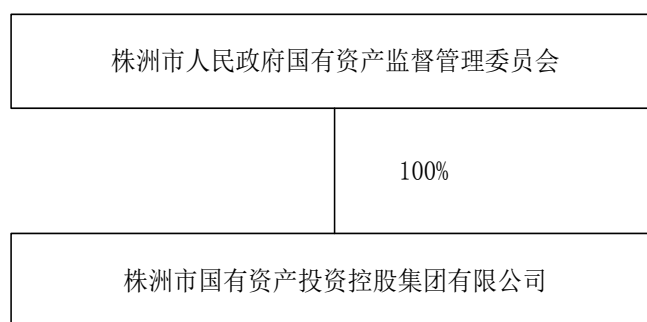 株洲市人民政府国有资产监督管理委员会
100%
株洲市国有资产投资控股集团有限公司